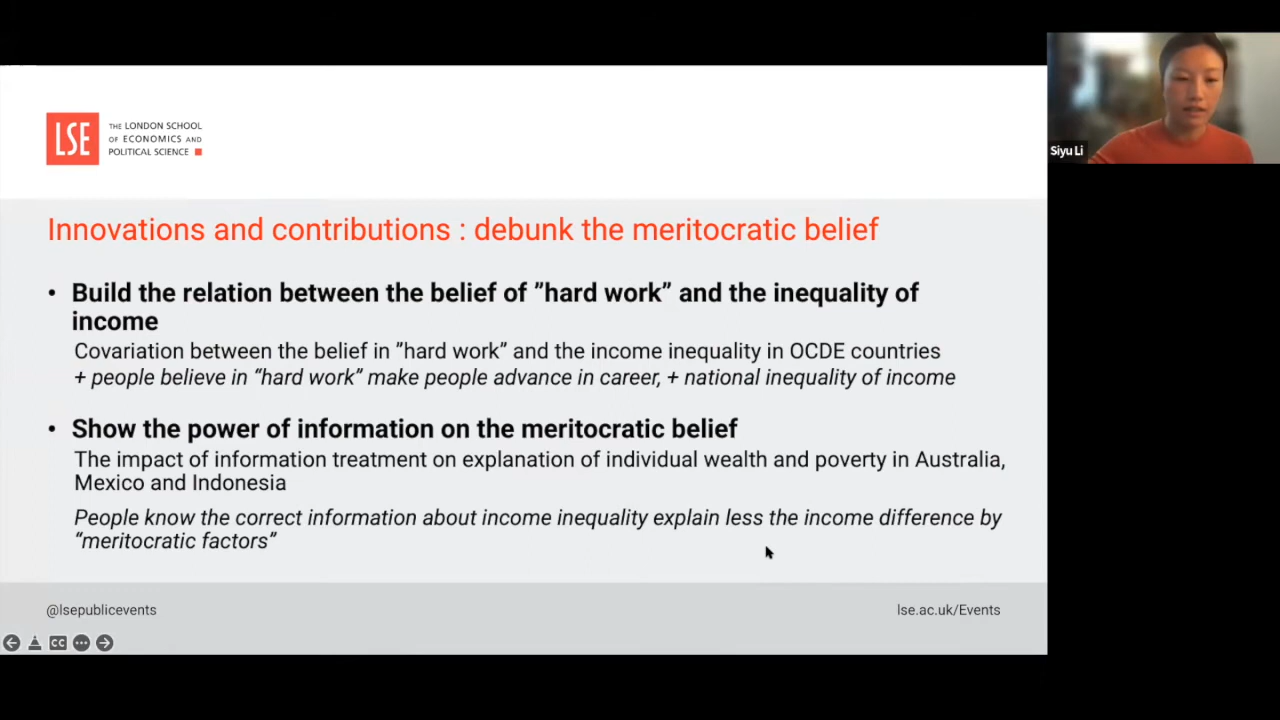 LSE
THE LONDON SCHOOL
OF ECONOMICS AND
POLITICAL SCIENCE
Siyu Li
Innovations and contributions : debunk the meritocratic belief
• Build the relation between the belief of ”hard work” and the inequality of
income
Covariation between the belief in ”hard work” and the income inequality in OCDE countries
+ people believe in “hard work” make people advance in career, + national inequality of income
• Show the power of information on the meritocratic belief
The impact of information treatment on explanation of individual wealth and poverty in Australia,
Mexico and Indonesia
People know the correct information about income inequality explain less the income difference by
“meritocratic factors”
@lsepublicevents
lse.ac.uk/Events
CC